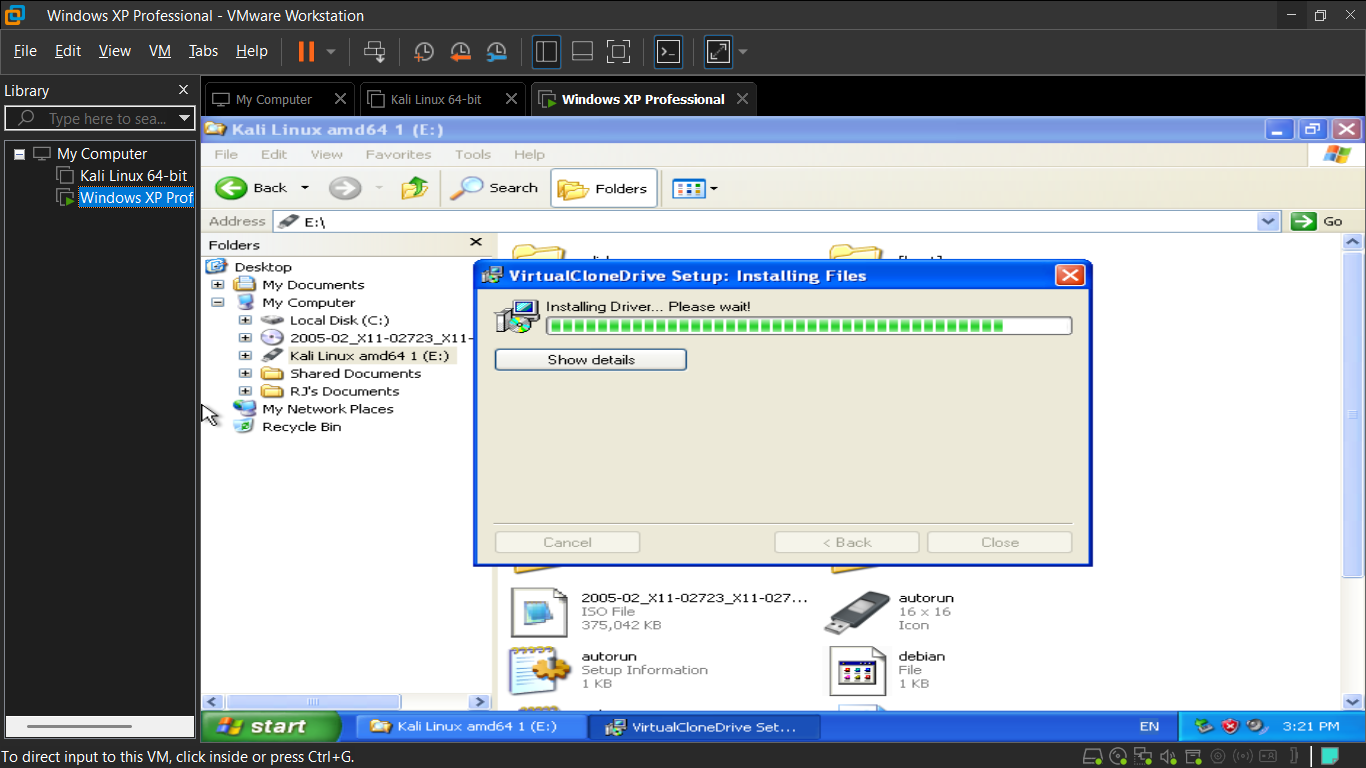 Windows XP Professional - VMware Workstation
File Edit View VM Tabs Help
Library
Type here to sea...
My Computer
Kali Linux 64-bit
Windows XP Prof
My Computer
Kali Linux 64-bit
Windows XP Professional
Kali Linux amd64 1 (E:)
File Edit View Favorites Tools Help
Back
Search
Folders
Address
E:\
Go
Folders
Desktop
My Documents
My Computer
Local Disk (C:)
2005-02_X11-02723_X11-
Kali Linux amd64 1 (E:)
Shared Documents
RJ's Documents
My Network Places
Recycle Bin
VirtualCloneDrive Setup: Installing Files
Installing Driver... Please wait!
Show details
Cancel
< Back
Close
2005-02_X11-02723_X11-027...
ISO File
375,042 KB
autorun
16 x 16
Icon
autorun
Setup Information
1 KB
debian
File
1 KB
start
Kali Linux amd64 1 (E:)
VirtualCloneDrive Set...
EN
3:21 PM
To direct input to this VM, click inside or press Ctrl+G.